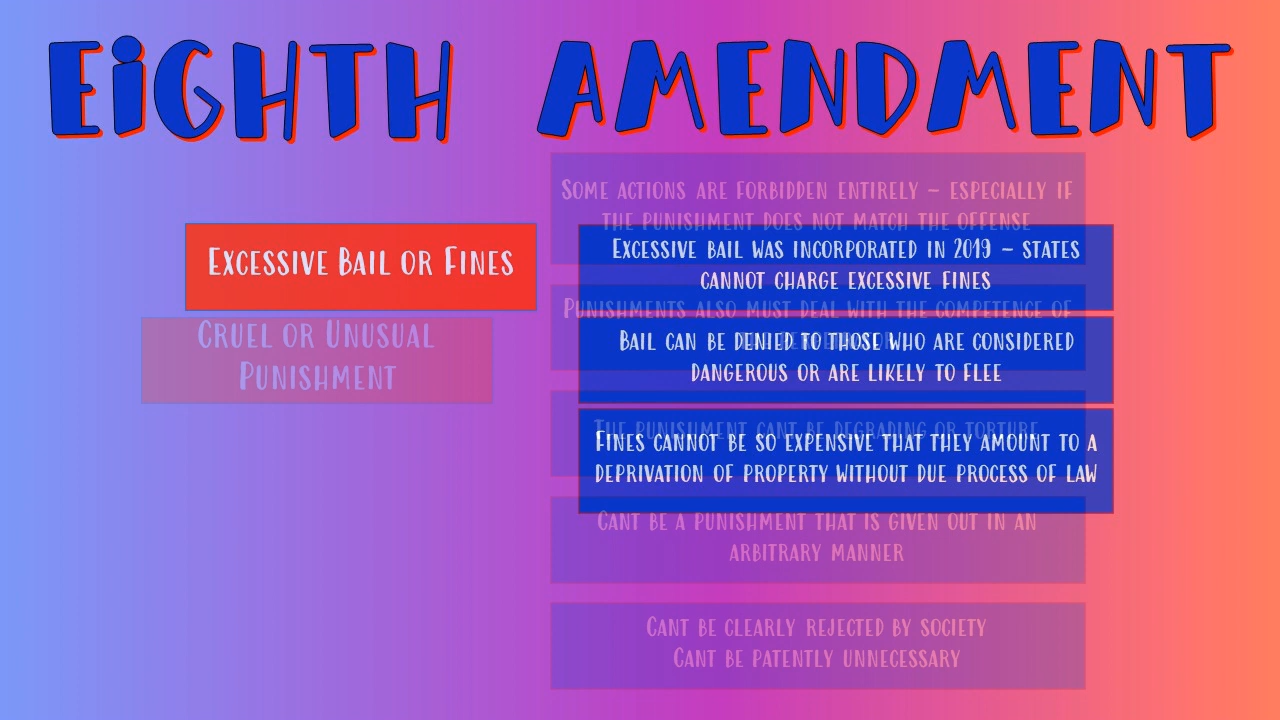 EiGHTH AMENDMENT
Excessive Bail or Fines
Cruel or Unusual
Punishment
Some actions are forbidden entirely - especially if
the punishment does not match the offense
Excessive bail was incorporated in 2019 - states
cannot charge excessive fines
Punishments also must deal with the competence of
Bail can be denied to those who are considered
dangerous or are likely to flee
The punishment cant be degrading or torture
Fines cannot be so expensive that they amount to a
deprivation of property without due process of law
Cant be a punishment that is given out in an
arbitrary manner
Cant be clearly rejected by society
Cant be patently unnecessary